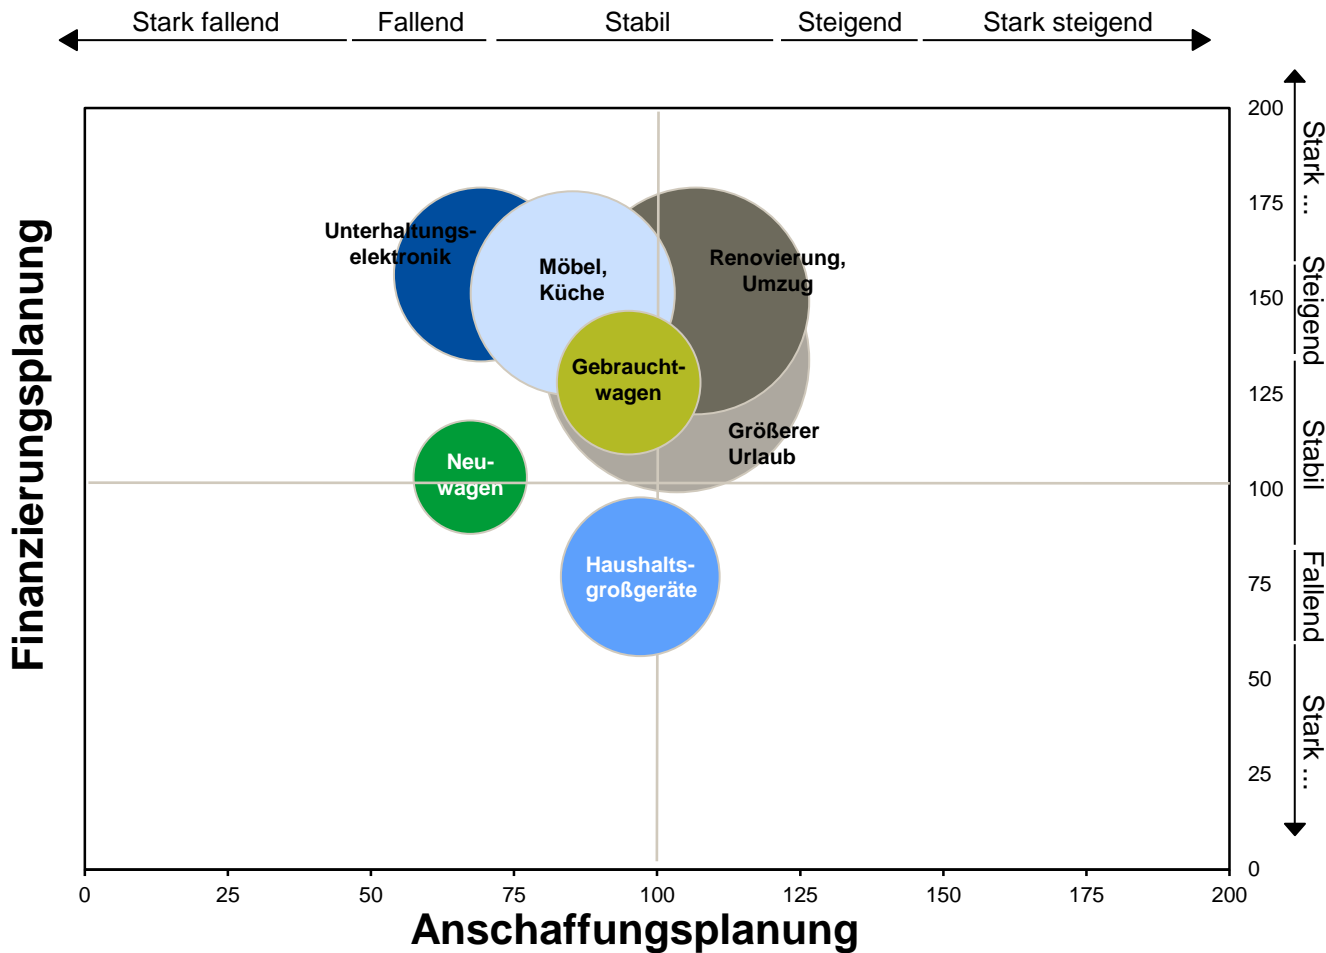 Stark fallend
Fallend
Stabil
Steigend
Stark steigend
Finanzierungsplanung
Unterhaltungs-
elektronik
Möbel,
Küche
Renovierung,
Umzug
Gebraucht-
wagen
Größerer
Urlaub
Neu-
wagen
Haushalts-
großgeräte
200
175
150
125
100
75
50
25
0
Stark ...
Steigend
Stabil
Fallend
Stark ...
0
25
50
75
100
125
150
175
200
Anschaffungsplanung